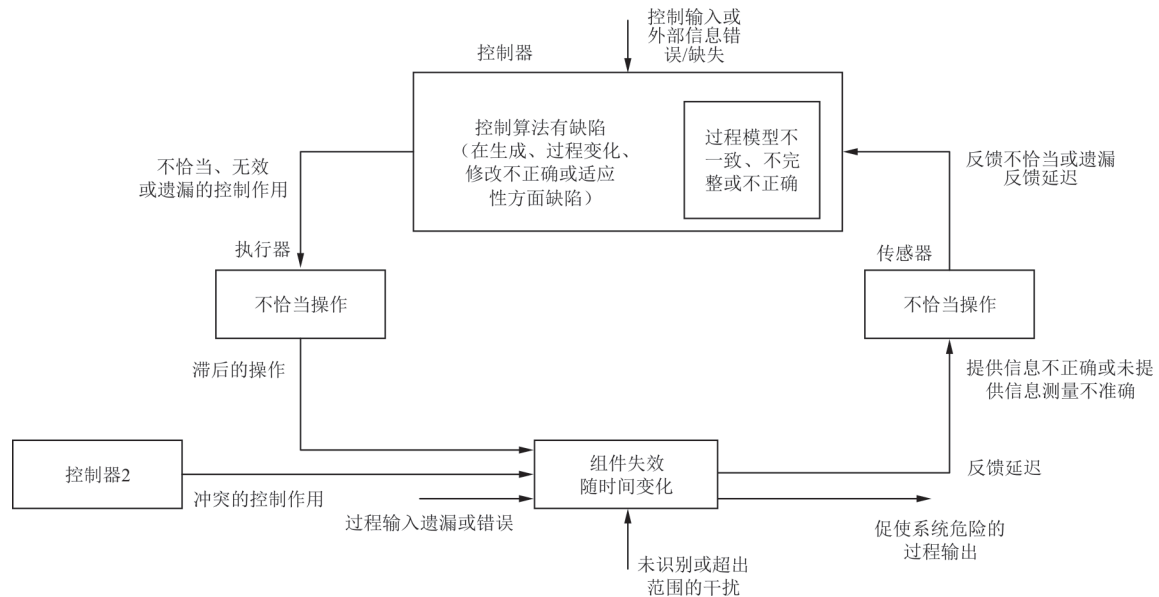 控制输入或
外部信息错
误/缺失
控制器
控制算法有缺陷
（在生成、过程变化、
修改不正确或适应
性方面缺陷）
过程模型不
一致、不完
整或不正确
不恰当、无效
或遗漏的控制作用
反馈不恰当或遗漏
反馈延迟
执行器
传感器
不恰当操作
不恰当操作
滞后的操作
提供信息不正确或未提
供信息测量不准确
控制器2
组件失效
随时间变化
反馈延迟
冲突的控制作用
过程输入遗漏或错误
促使系统危险的
过程输出
未识别或超出
范围的干扰